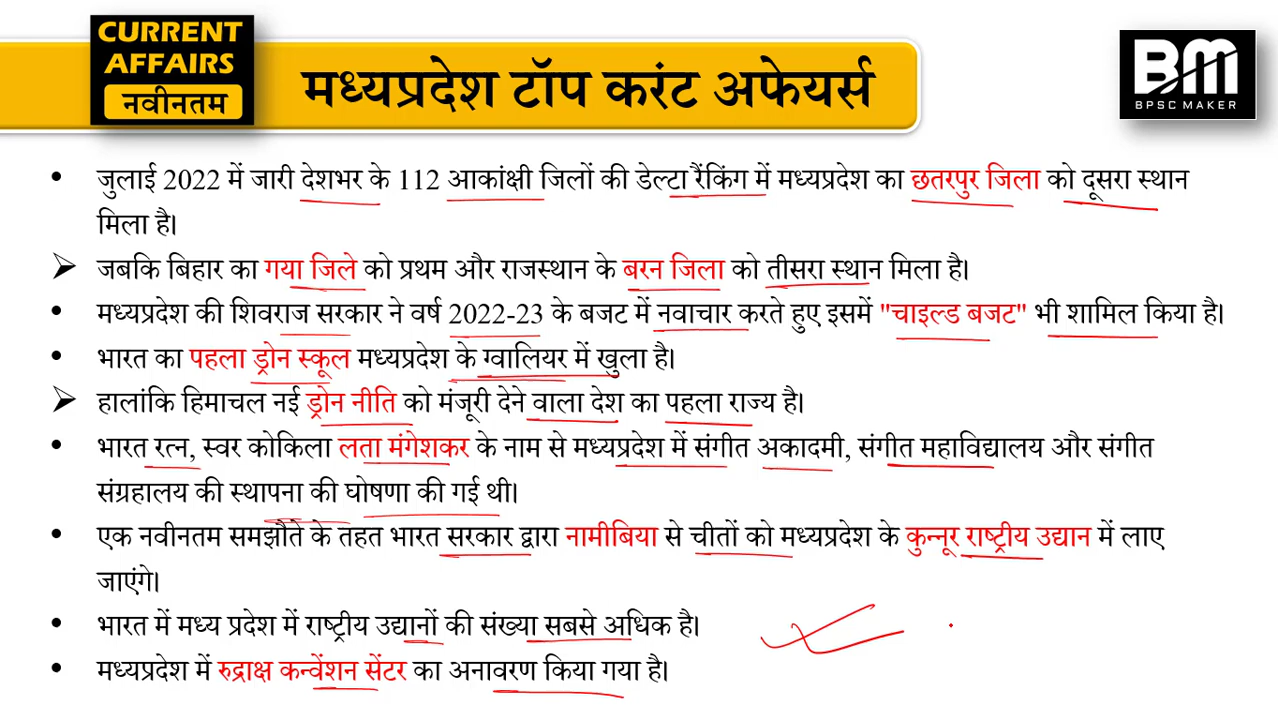 CURRENT
AFFAIRS
नवीनतम
मध्यप्रदेश टॉप करंट अफेयर्स
BM
BPSC MAKER
• जुलाई 2022 में जारी देशभर के 112 आकांक्षी जिलों की डेल्टा रैंकिंग में मध्यप्रदेश का छतरपुर जिला को दूसरा स्थान
मिला है।
➢ जबकि बिहार का गया जिले को प्रथम और राजस्थान के बरन जिला को तीसरा स्थान मिला है।
• मध्यप्रदेश की शिवराज सरकार ने वर्ष 2022-23 के बजट में नवाचार करते हुए इसमें "चाइल्ड बजट" भी शामिल किया है।
• भारत का पहला ड्रोन स्कूल मध्यप्रदेश के ग्वालियर में खुला है।
➢ हालांकि हिमाचल नई ड्रोन नीति को मंजूरी देने वाला देश का पहला राज्य है।
• भारत रत्न, स्वर कोकिला लता मंगेशकर के नाम से मध्यप्रदेश में संगीत अकादमी, संगीत महाविद्यालय और संगीत
संग्रहालय की स्थापना की घोषणा की गई थी।
• एक नवीनतम समझौते के तहत भारत सरकार द्वारा नामीबिया से चीतों को मध्यप्रदेश के कुन्नूर राष्ट्रीय उद्यान में लाए
जाएंगे।
• भारत में मध्य प्रदेश में राष्ट्रीय उद्यानों की संख्या सबसे अधिक है।
• मध्यप्रदेश में रुद्राक्ष कन्वेंशन सेंटर का अनावरण किया गया है।